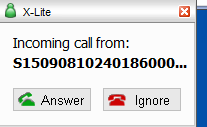 X-Lite
Incoming call from:
S15090810240186000...
Answer
Ignore